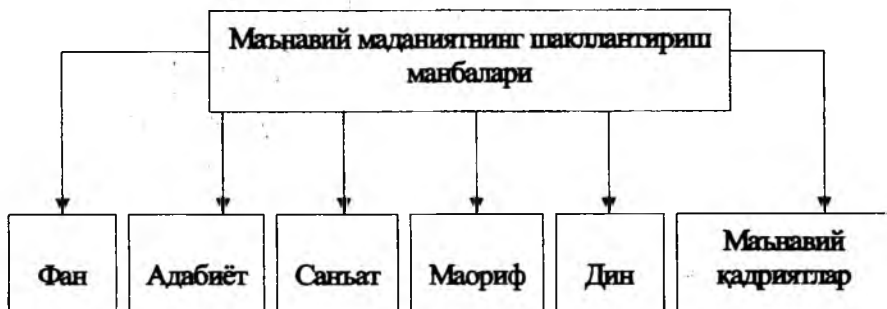 Маънавий маданиятнинг шакллантириш
манбалари
Фан
Адабиёт
Санъат
Маориф
Дин
Маънавий
қадриятлар